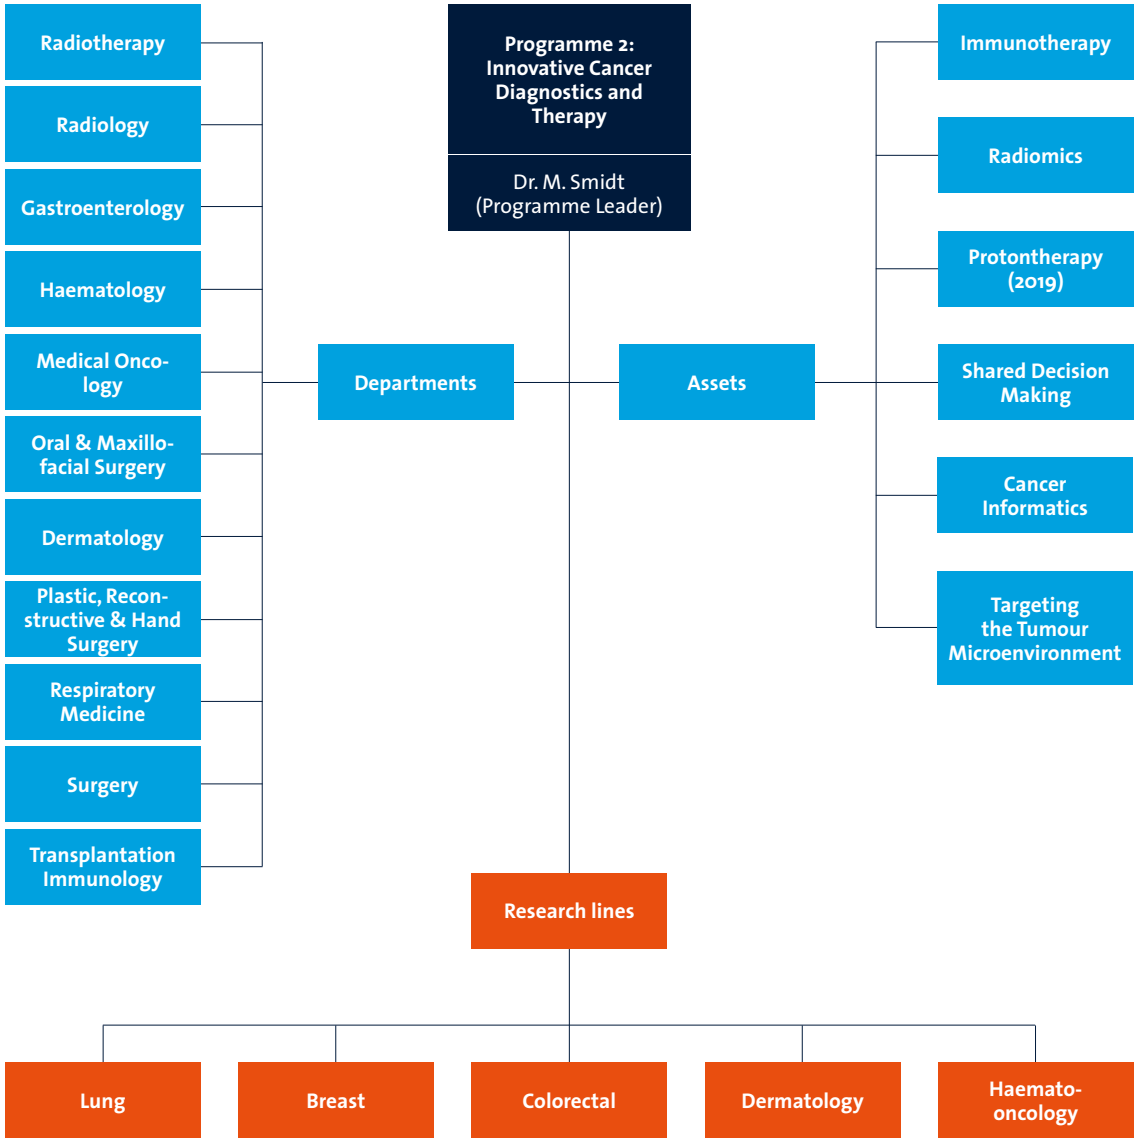 Programme 2:
Innovative Cancer
Diagnostics and
Therapy
Dr. M. Smidt
(Programme Leader)
Departments
Radiotherapy
Radiology
Gastroenterology
Haematology
Medical Onco-
logy
Oral & Maxillo-
facial Surgery
Dermatology
Plastic, Recon-
structive & Hand
Surgery
Respiratory
Medicine
Surgery
Transplantation
Immunology
Assets
Immunotherapy
Radiomics
Protontherapy
(2019)
Shared Decision
Making
Cancer
Informatics
Targeting
the Tumour
Microenvironment
Research lines
Lung
Breast
Colorectal
Dermatology
Haemato-
oncology